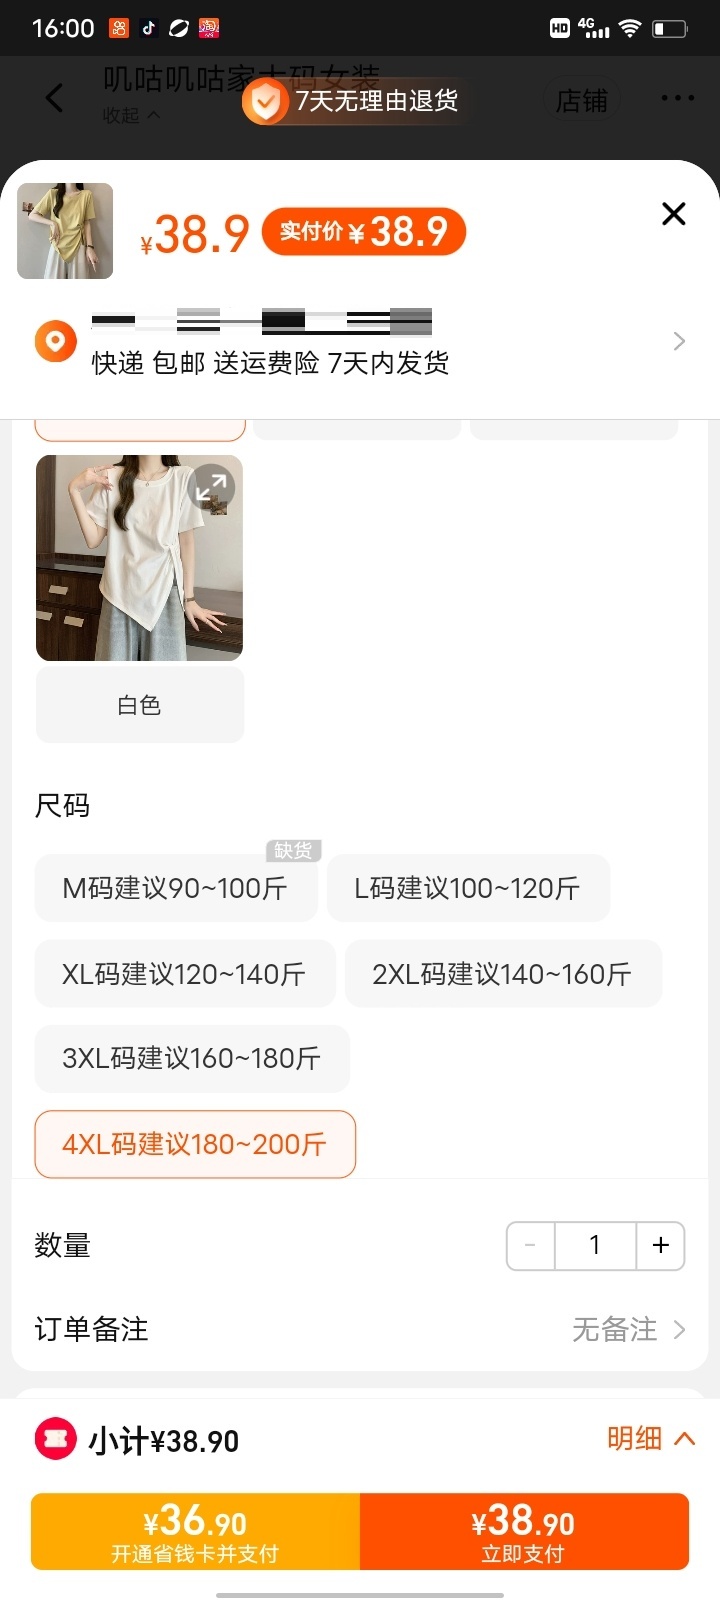 16:00
HD 4G
叽咕叽咕家大码女装
收起
7天无理由退货
店铺
¥38.9
实付价¥38.9
快递 包邮 送运费险 7天内发货
白色
尺码
缺货
M码建议90~100斤
L码建议100~120斤
XL码建议120~140斤
2XL码建议140~160斤
3XL码建议160~180斤
4XL码建议180~200斤
数量
- 1 +
订单备注
无备注
小计¥38.90
明细
¥36.90
开通省钱卡并支付
¥38.90
立即支付